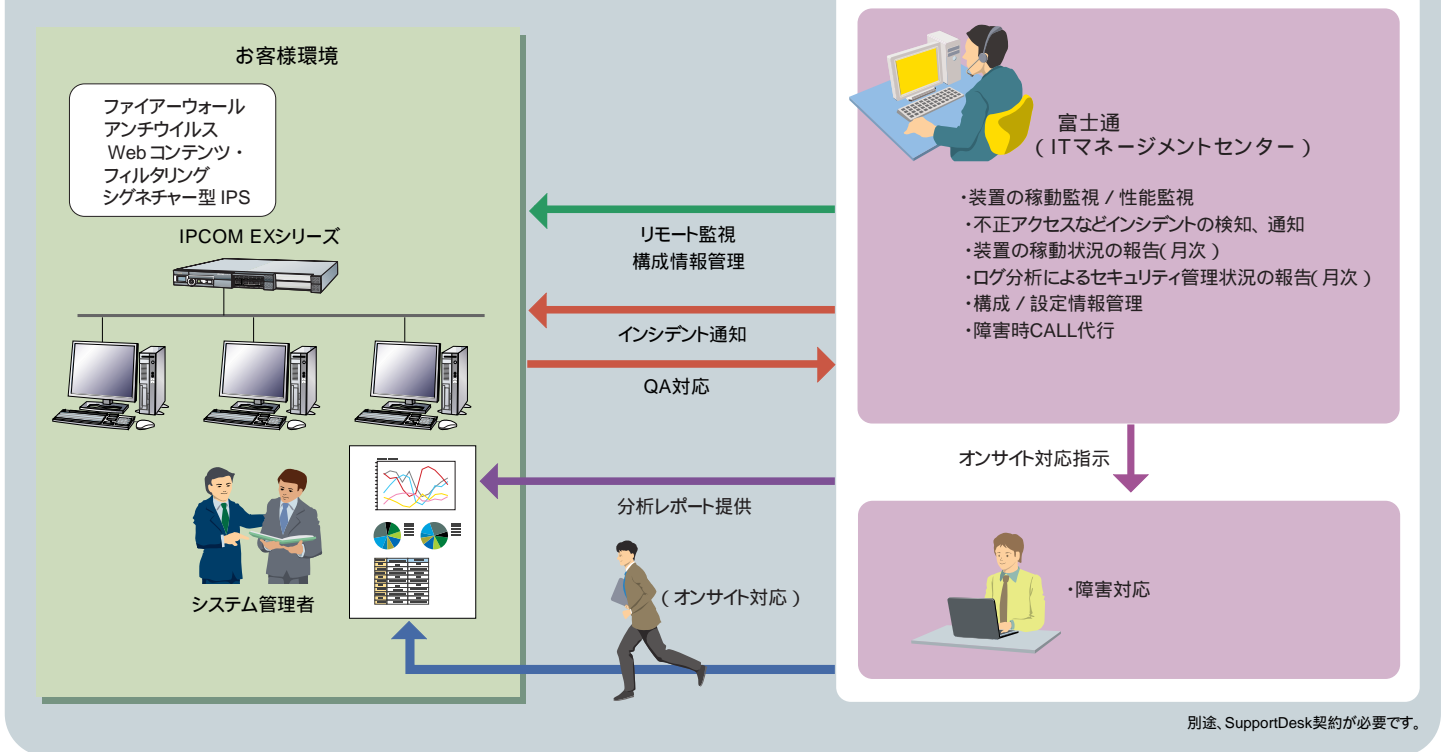 お客様環境
ファイアーウォール
アンチウイルス
Web コンテンツ・
フィルタリング
シグネチャー型 IPS
IPCOM EXシリーズ
システム管理者
リモート監視
構成情報管理
インシデント通知
QA対応
分析レポート提供
(オンサイト対応)
富士通
(ITマネージメントセンター)
・装置の稼動監視 / 性能監視
・不正アクセスなどインシデントの検知、通知
・装置の稼動状況の報告(月次)
・ログ分析によるセキュリティ管理状況の報告(月次)
・構成 / 設定情報管理
・障害時CALL代行
オンサイト対応指示
・障害対応
別途、SupportDesk契約が必要です。